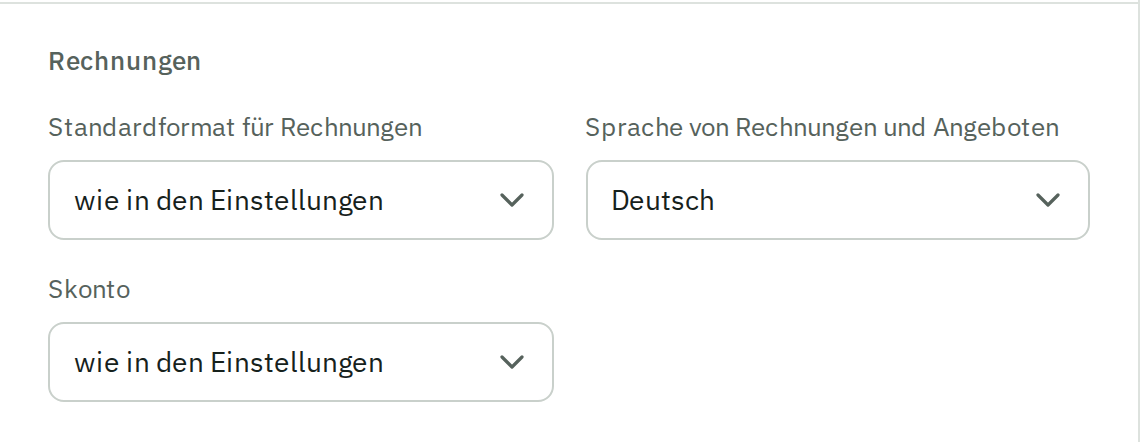 Rechnungen
Standardformat für Rechnungen
Sprache von Rechnungen und Angeboten
wie in den Einstellungen
Deutsch
Skonto
wie in den Einstellungen